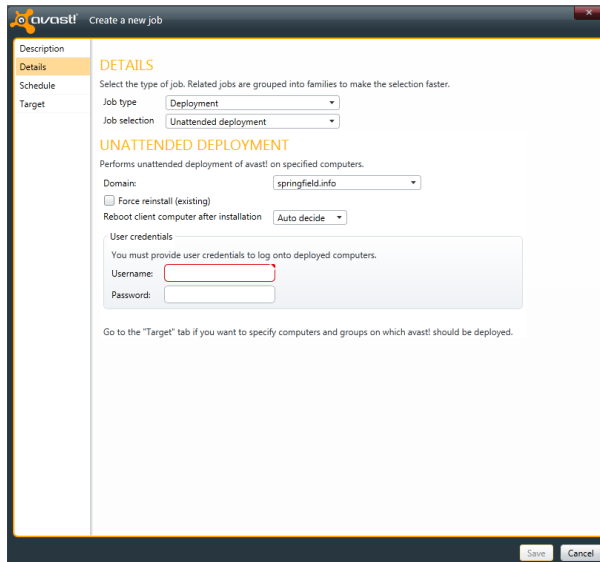 avast! Create a new job
Description
Details
Schedule
Target
DETAILS
Select the type of job. Related jobs are grouped into families to make the selection faster.
Job type Deployment
Job selection Unattended deployment
UNATTENDED DEPLOYMENT
Performs unattended deployment of avast! on specified computers.
Domain: springfield.info
Force reinstall (existing)
Reboot client computer after installation Auto decide
User credentials
You must provide user credentials to log onto deployed computers.
Username:
Password:
Go to the "Target" tab if you want to specify computers and groups on which avast! should be deployed.
Save Cancel